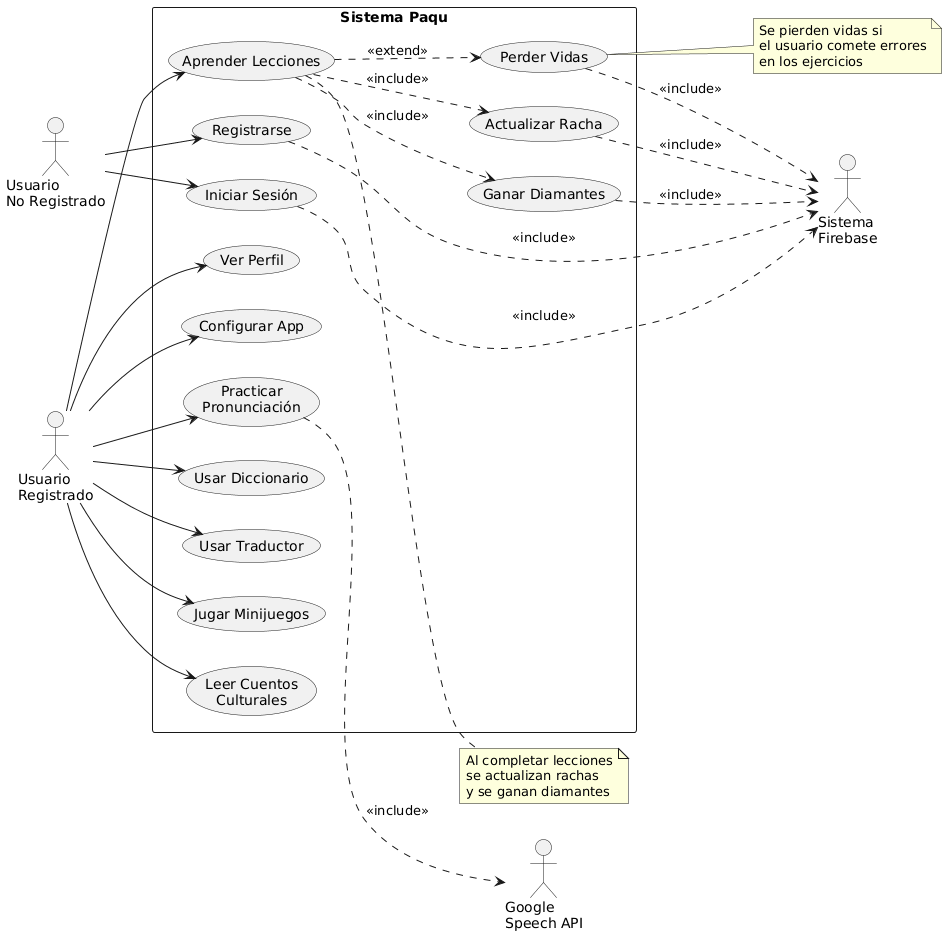 Sistema Paqu
Se pierden vidas si
el usuario comete errores
en los ejercicios
Aprender Lecciones
«extend»
Perder Vidas
«include»
«include»
Actualizar Racha
«include»
Registrarse
«include»
Usuario
No Registrado
Iniciar Sesión
Ganar Diamantes
«include»
Sistema
Firebase
«include»
Ver Perfil
«include»
Configurar App
Practicar
Pronunciación
Usuario
Registrado
Usar Diccionario
Usar Traductor
Jugar Minijuegos
Leer Cuentos
Culturales
Al completar lecciones
se actualizan rachas
y se ganan diamantes
«include»
Google
Speech API